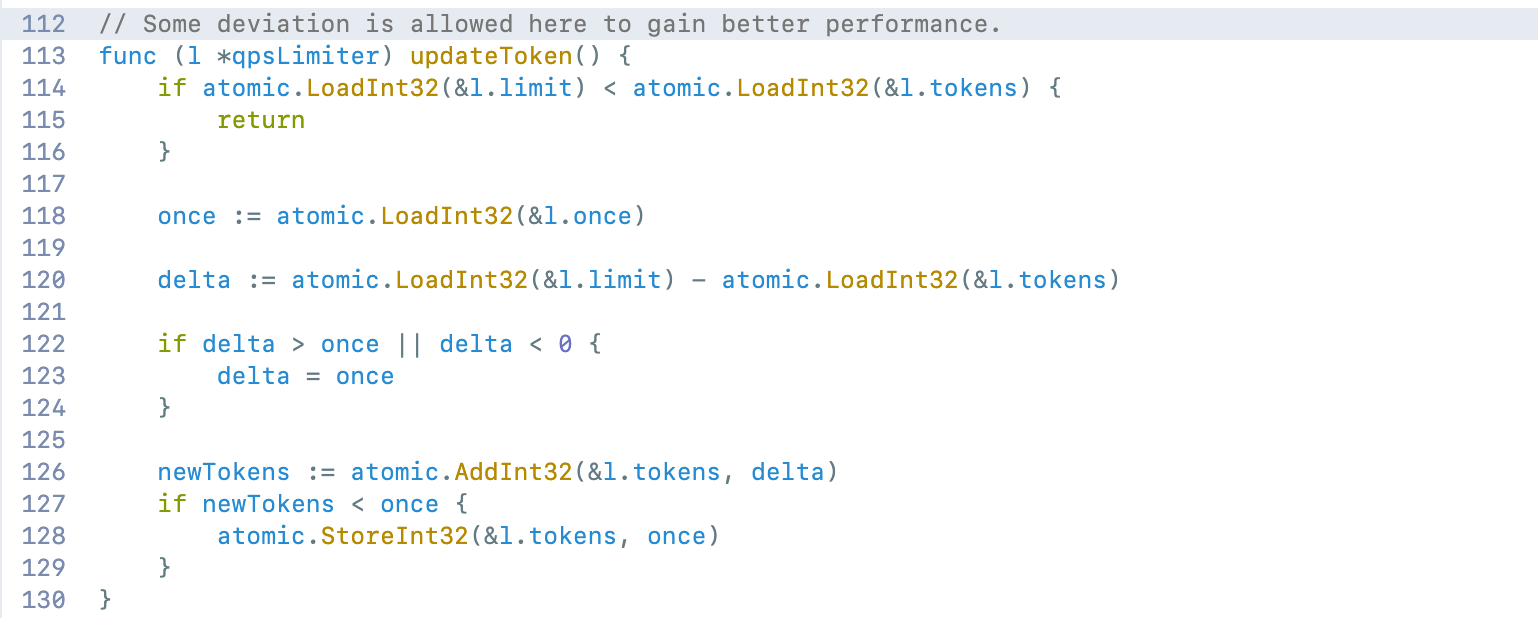 112 // Some deviation is allowed here to gain better performance.
113 func (l *qpsLimiter) updateToken() {
114     if atomic.LoadInt32(&l.limit) < atomic.LoadInt32(&l.tokens) {
115         return
116     }
117
118     once := atomic.LoadInt32(&l.once)
119
120     delta := atomic.LoadInt32(&l.limit) - atomic.LoadInt32(&l.tokens)
121
122     if delta > once || delta < 0 {
123         delta = once
124     }
125
126     newTokens := atomic.AddInt32(&l.tokens, delta)
127     if newTokens < once {
128         atomic.StoreInt32(&l.tokens, once)
129     }
130 }